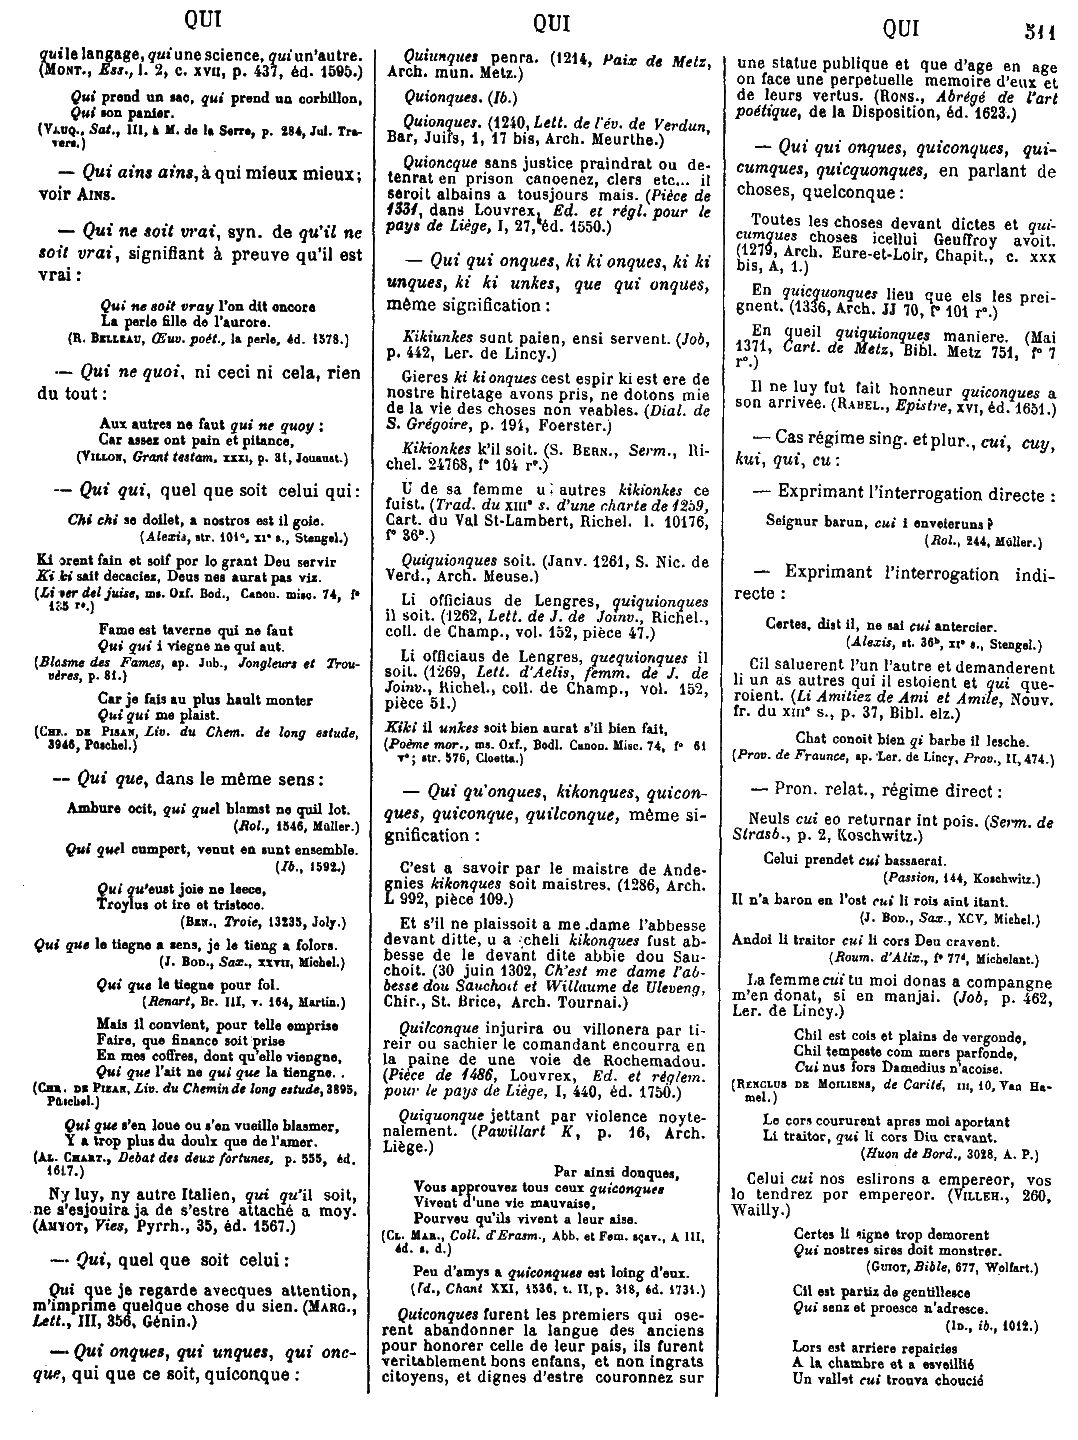 QUI
QUI
QUI
511
qui le langage, qui une science, qui un'autre.
(MONT., Ess., l. 2, c. XVII, p. 437, éd. 1595.)
Qui prend un sac, qui prend un corbillon,
Qui son panier.
(VAUQ., Sat., III, à M. de la Serre, p. 284, Jul. Tra-
vers.)
— Qui ains ains, à qui mieux mieux;
voir AINS.
— Qui ne soit vrai, syn. de qu'il ne
soit vrai, signifiant à preuve qu'il est
vrai :
Qui ne soit vray l'on dit encore
La perle fille de l'aurore.
(R. BELLEAU, Œuv. poét., la perle, éd. 1578.)
— Qui ne quoi, ni ceci ni cela, rien
du tout :
Aux autres ne faut qui ne quoy :
Car assez ont pain et pitance,
(VILLON, Grant testam. XXXI, p. 31, Jouaust.)
— Qui qui, quel que soit celui qui :
Chi chi se doilet, a nostros est il goie.
(Alexis, str. 101e, XIe s., Stengel.)
Ki orent fain et soif por lo grant Deu servir
Ki ki sait decaciez, Deus nes aurat pas viz.
(Li ver del juise, ms. Oxf. Bod., Canon. misc. 74, f°
135 r°.)
Fame est taverne qui ne faut
Qui qui i viegne ne qui aut.
(Blasme des Fames, ap. Jub., Jongleurs et Trou-
vères, p. 81.)
Car je fais au plus hault monter
Qui qui me plaist.
(CHR. DE PISAN, Liv. du Chem. de long estude,
3946, Püschel.)
— Qui que, dans le même sens :
Ambure ocit, qui quel blamst ne quil lot.
(Rol., 1546, Müller.)
Qui quel cumpert, venut en sunt ensemble.
(Ib., 1592.)
Qui qu'eust joie ne leece,
Troylus ot ire et tristece.
(BEN., Troie, 13235, Joly.)
Qui que le tiegne a sens, je le tieng a folors.
(J. BOD., Sax., XXVII, Michel.)
Qui que le tiegne pour fol.
(Renart, Br. III, v. 164, Martin.)
Mais il convient, pour telle emprise
Faire, que finance soit prise
En mes coffres, dont qu'elle viengne,
Qui que l'ait ne qui que la tiengne. .
(CHR. DE PIZAN, Liv. du Chemin de long estude, 3895,
Püschel.)
Qui que s'en loue ou s'en vueille blasmer,
Y a trop plus du doulx que de l'amer.
(AL. CHART., Debat des deux fortunes, p. 555, éd.
1617.)
Ny luy, ny autre Italien, qui qu'il soit,
ne s'esjouira ja de s'estre attaché a moy.
(AMYOT, Vies, Pyrrh., 35, éd. 1567.)
— Qui, quel que soit celui :
Qui que je regarde avecques attention,
m'imprime quelque chose du sien. (MARG.,
Lett., III, 356, Génin.)
— Qui onques, qui unques, qui onc-
que, qui que ce soit, quiconque :
Quiunques penra. (1214, Paix de Metz,
Arch. mun. Metz.)
Quionques. (Ib.)
Quionques. (1240, Lett. de l'év. de Verdun,
Bar, Juifs, 1, 17 bis, Arch. Meurthe.)
Quioncque sans justice praindrat ou de-
tenrat en prison canoenez, clers etc... il
seroit albains a tousjours mais. (Pièce de
1331, dans Louvrex, Ed. et régl. pour le
pays de Liège, I, 27, éd. 1550.)
— Qui qui onques, ki ki onques, ki ki
unques, ki ki unkes, que qui onques,
même signification :
Kikiunkes sunt paien, ensi servent. (Job,
p. 442, Ler. de Lincy.)
Gieres ki ki onques cest espir ki est ere de
nostre hiretage avons pris, ne dotons mie
de la vie des choses non veables. (Dial. de
S. Grégoire, p. 194, Foerster.)
Kikionkes k'il soit. (S. BERN., Serm., Ri-
chel. 24768, f° 104 r°.)
U de sa femme u autres kikionkes ce
fuist. (Trad. du XIIIe s. d'une charte de 1259,
Cart. du Val St-Lambert, Richel. l. 10176,
f° 36b.)
Quiquionques soit. (Janv. 1261, S. Nic. de
Verd., Arch. Meuse.)
Li officiaus de Lengres, quiquionques
il soit. (1262, Lett. de J. de Joinv., Richel.,
coll. de Champ., vol. 152, pièce 47.)
Li officiaus de Lengres, quequionques il
soit. (1269, Lett. d'Aelis, femm. de J. de
Joinv., Richel., coll. de Champ., vol. 152,
pièce 51.)
Kiki il unkes soit bien aurat s'il bien fait,
(Poème mor., ms. Oxf., Bodl. Canon. Misc. 74, f° 61
v°; str. 576, Cloetta.)
— Qui qu'onques, kikonques, quicon-
ques, quiconque, quilconque, même si-
gnification :
C'est a savoir par le maistre de Ande-
gnies kikonques soit maistres. (1286, Arch.
L 992, pièce 109.)
Et s'il ne plaissoit a me dame l'abbesse
devant ditte, u a cheli kikonques fust ab-
besse de le devant dite abbie dou Sau-
choit. (30 juin 1302, Ch'est me dame l'ab-
besse dou Sauchoit et Willaume de Uleveng,
Chir., St. Brice, Arch. Tournai.)
Quilconque injurira ou villonera par ti-
reir ou sachier le comandant encourra en
la paine de une voie de Rochemadou.
(Pièce de 1486, Louvrex, Ed. et réglem.
pour le pays de Liège, I, 440, éd. 1750.)
Quiquonque jettant par violence noyte-
nalement. (Pawillart K, p. 16, Arch.
Liège.)
Par ainsi donques,
Vous approuvez tous ceux quiconques
Vivent d'une vie mauvaise,
Pourveu qu'ils vivent a leur aise.
(CL. MAR., Coll. d'Erasm., Abb. et Fem. sçav., A III,
éd. s. d.)
Peu d'amys a quiconques est loing d'eux.
(Id., Chant XXI, 1536, t. II, p. 318, éd. 1731.)
Quiconques furent les premiers qui ose-
rent abandonner la langue des anciens
pour honorer celle de leur païs, ils furent
veritablement bons enfans, et non ingrats
citoyens, et dignes d'estre couronnez sur
une statue publique et que d'age en age
on face une perpetuelle memoire d'eux et
de leurs vertus. (RONS., Abrégé de l'art
poétique, de la Disposition, éd. 1623.)
— Qui qui onques, quiconques, qui-
cumques, quicquonques, en parlant de
choses, quelconque :
Toutes les choses devant dictes et qui-
cumques choses icellui Geuffroy avoit.
(1279, Arch. Eure-et-Loir, Chapit., c. XXX
bis, A, 1.)
En quicquonques lieu que els les prei-
gnent. (1336, Arch. JJ 70, f° 101 r°.)
En queil quiquionques maniere. (Mai
1371, Cart. de Metz, Bibl. Metz 751, f° 7
r°.)
Il ne luy fut fait honneur quiconques a
son arrivée. (RABEL., Epistre, XVI, éd. 1651.)
— Cas régime sing. et plur., cui, cuy,
kui, qui, cu :
— Exprimant l'interrogation directe :
Seignur barun, cui i enveieruns ?
(Rol., 244, Müller.)
— Exprimant l'interrogation indi-
recte :
Certes, dist il, ne sai cui antercier.
(Alexis, st. 36b, XIe s., Stengel.)
Cil saluerent l'un l'autre et demanderent
li un as autres qui il estoient et qui que-
roient. (Li Amitiez de Ami et Amile, Nouv.
fr. du XIIIe s., p. 37, Bibl. elz.)
Chat conoit bien qi barbe il lesche.
(Prov. de Fraunce, ap. Ler. de Lincy, Prov., II, 474.)
— Pron. relat., régime direct :
Neuls cui eo returnar int pois. (Serm. de
Strasb., p. 2, Koschwitz.)
Celui prendet cui bassaerai.
(Passion, 144, Koschwitz.)
Il n'a baron en l'ost cui li rois aint itant.
(J. BOD., Sax., XCV, Michel.)
Andoi li traitor cui li cors Deu cravent.
(Roum. d'Alix., f° 77d, Michelant.)
La femme cui tu moi donas a compangne
m'en donat, si en manjai. (Job, p. 462,
Ler. de Lincy.)
Chil est cois et plains de vergonde,
Chil tempeste com mers parfonde,
Cui nus fors Damedius n'acoise.
(RENCLUS DE MOILIENS, de Carité, III, 10, Van Ha-
mel.)
Le cors coururent apres moi aportant
Li traitor, qui li cors Diu cravant.
(Huon de Bord., 3028, A. P.)
Celui cui nos eslirons a empereor, vos
lo tendrez por empereor. (VILLEH., 260,
Wailly.)
Certes li signe trop demorent
Qui nostres sires doit monstrer.
(GUIOT, Bible, 677, Wolfart.)
Cil est partiz de gentillesce
Qui senz et proesce n'adresce.
(ID., ib., 1012.)
Lors est arriere repairies
A la chambre et a esveillié
Un vallet cui trouva choucié